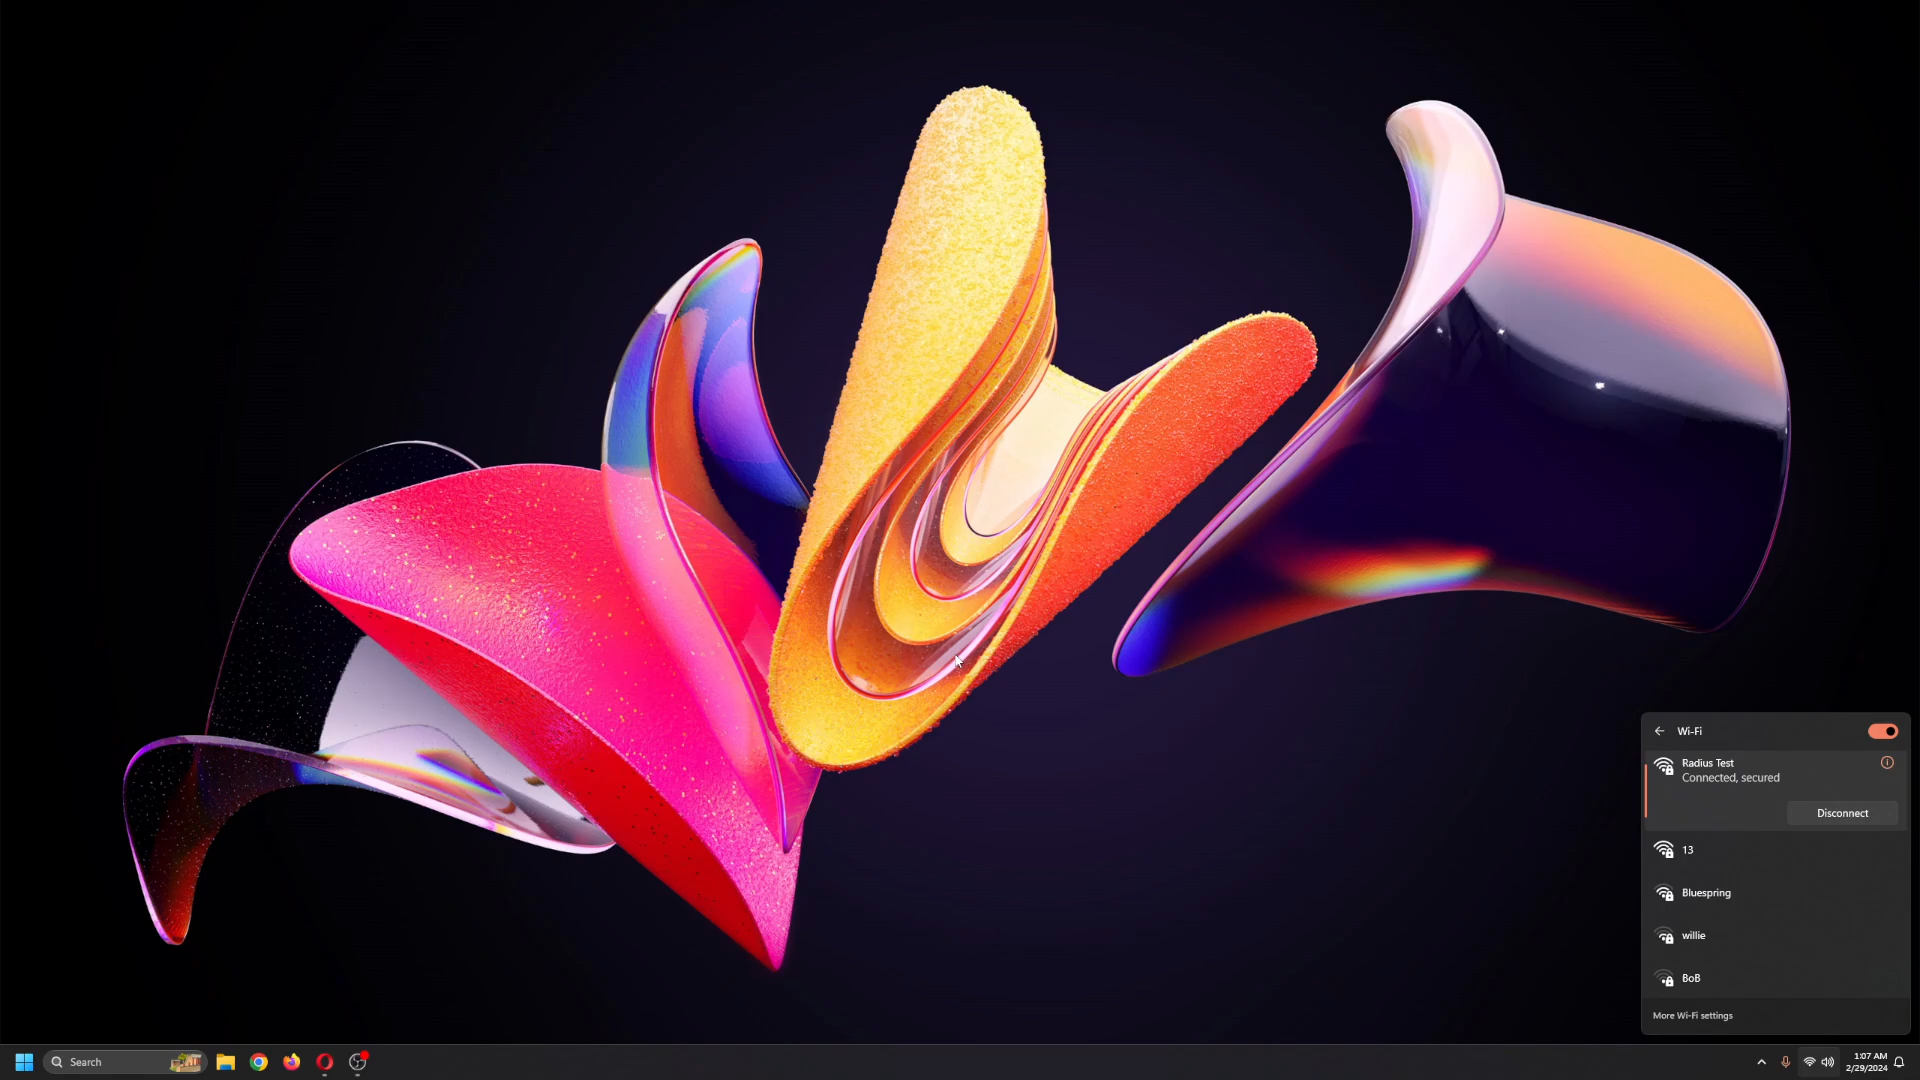 Wi-Fi
Radius Test
Connected, secured
Disconnect
13
Bluespring
willie
BoB
More Wi-Fi settings
Search
1:07 AM
2/29/2024